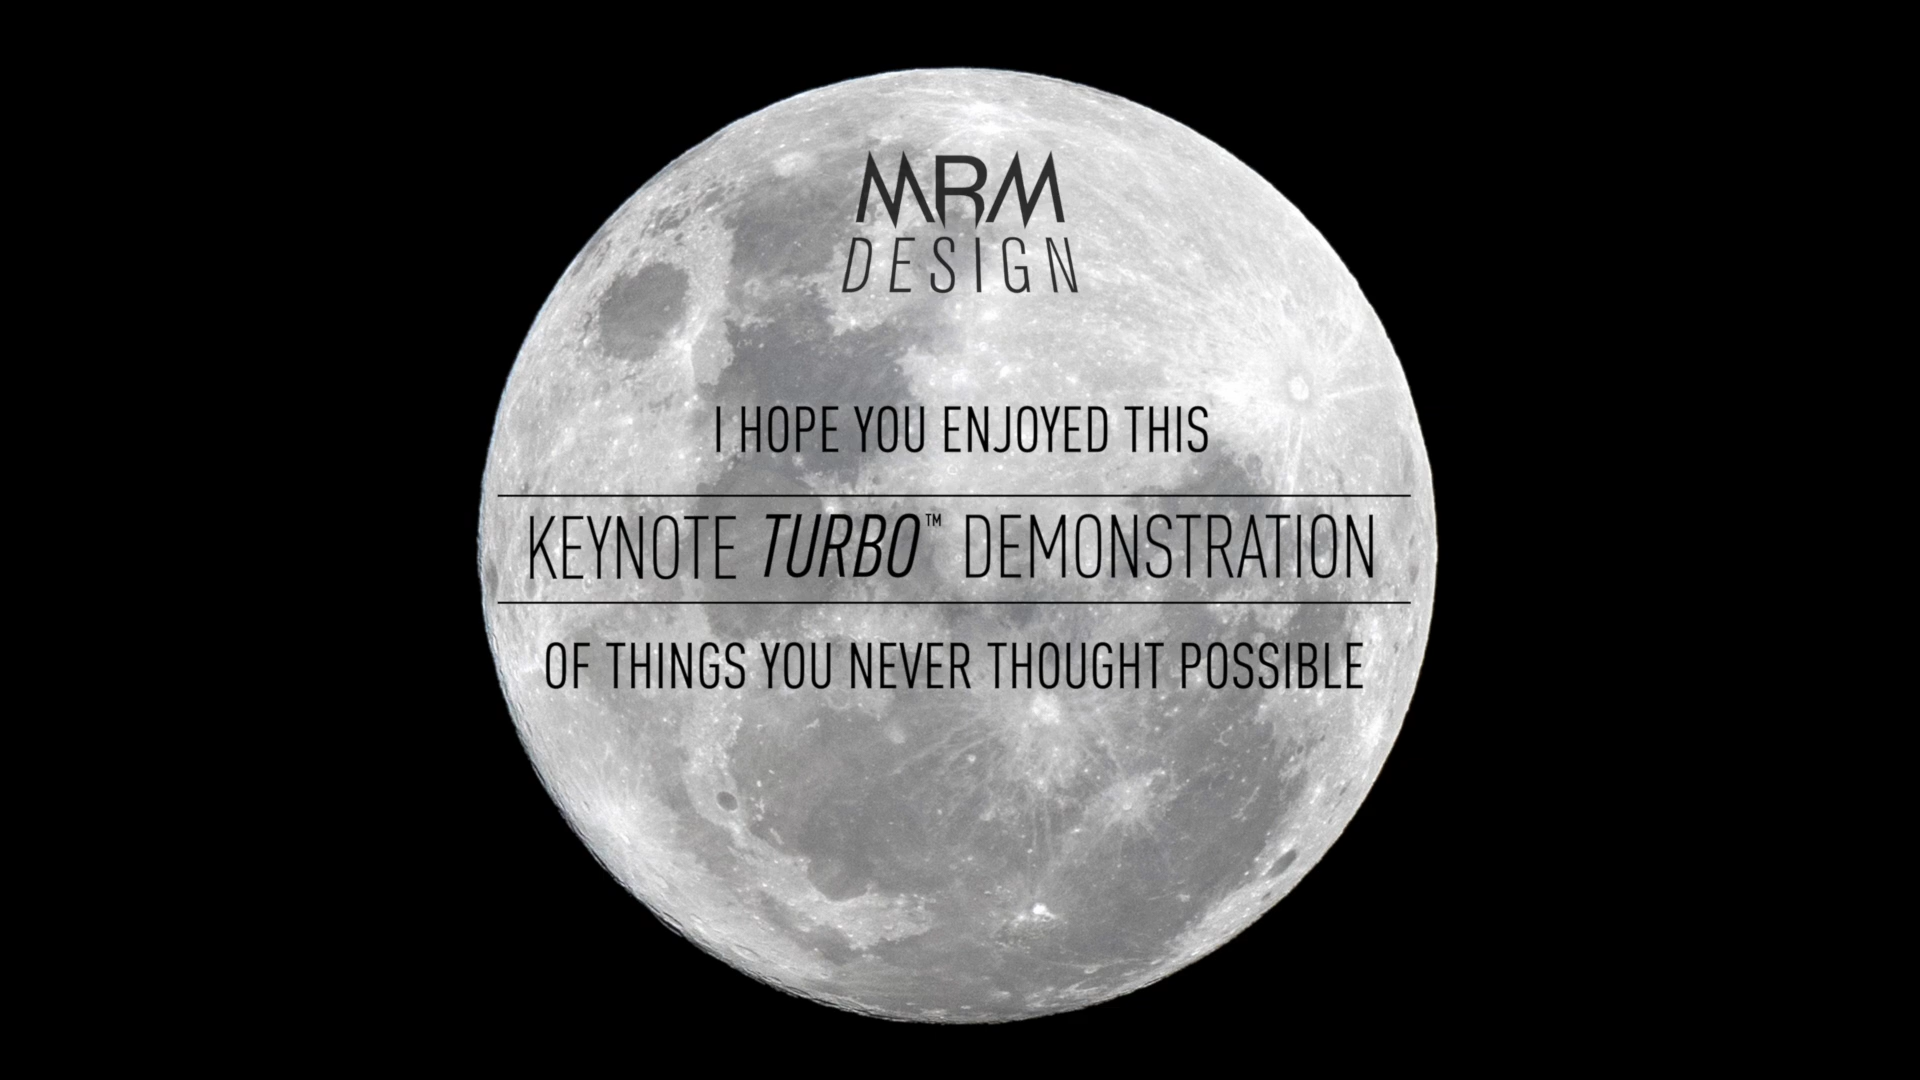 MRM
DESIGN
I HOPE YOU ENJOYED THIS
KEYNOTE TURBO™ DEMONSTRATION
OF THINGS YOU NEVER THOUGHT POSSIBLE